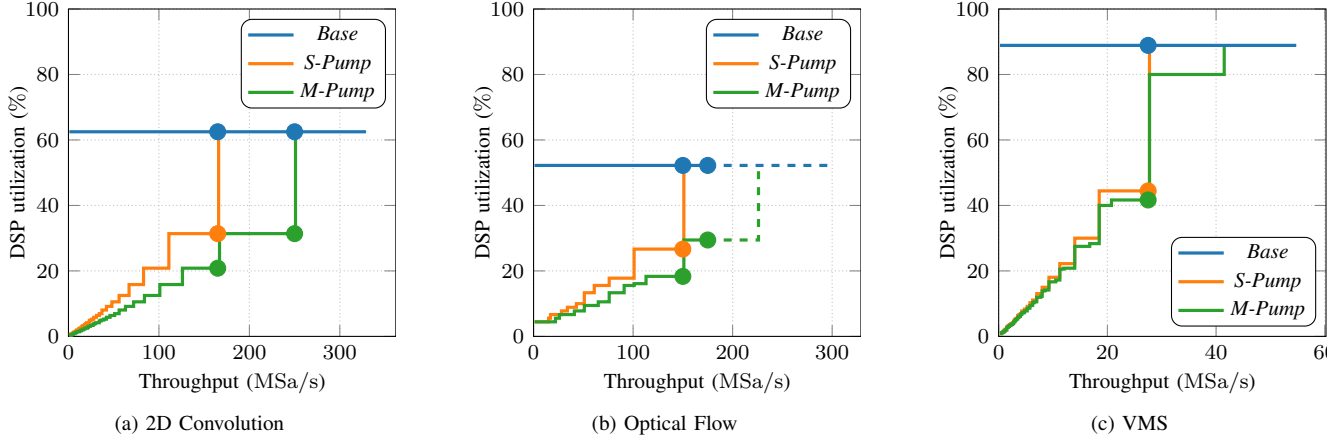 100
80
60
40
20
0
DSP utilization (%)
Base
S-Pump
M-Pump
0 100 200 300
Throughput (MSa/s)
(a) 2D Convolution
100
80
60
40
20
0
DSP utilization (%)
Base
S-Pump
M-Pump
0 100 200 300
Throughput (MSa/s)
(b) Optical Flow
100
80
60
40
20
0
DSP utilization (%)
Base
S-Pump
M-Pump
0 20 40 60
Throughput (MSa/s)
(c) VMS